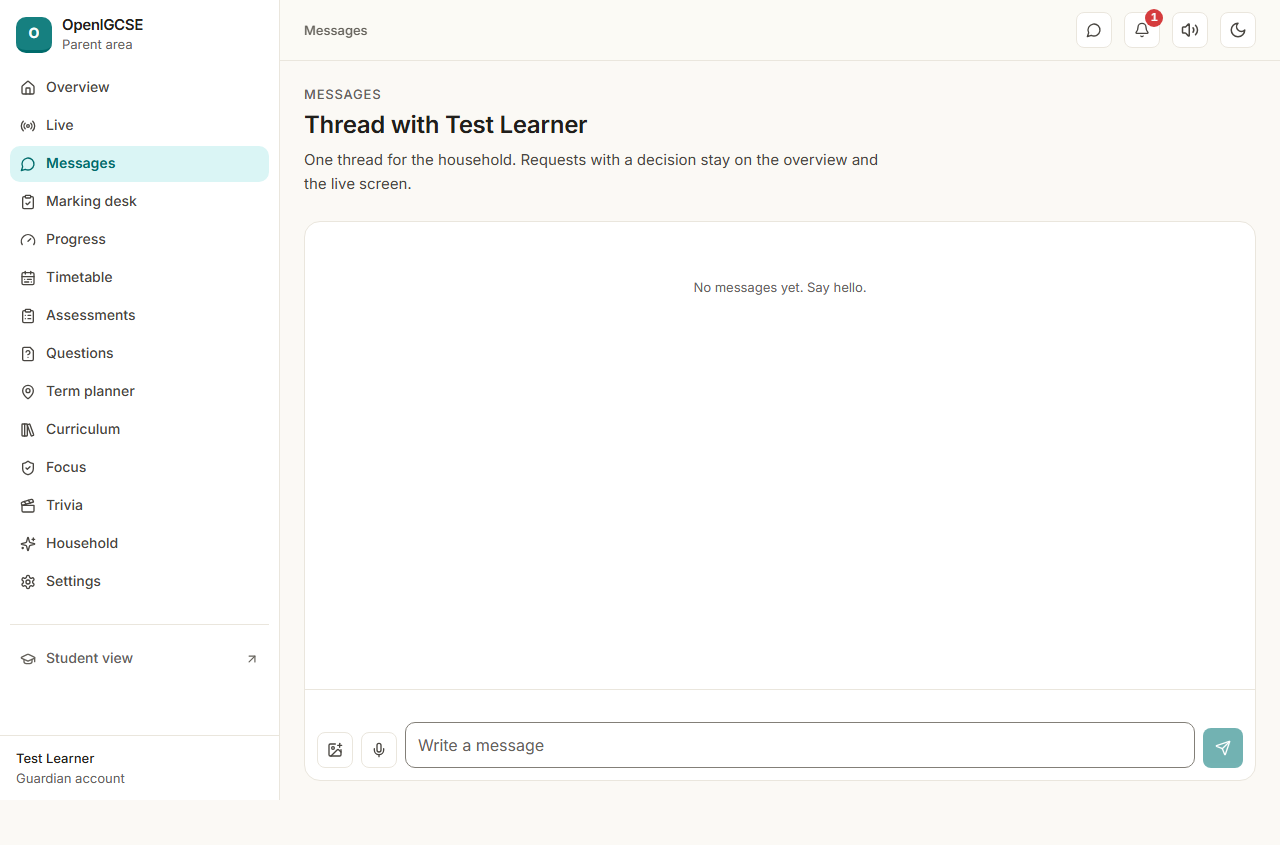 O
OpenIGCSE
Parent area
Overview
Live
Messages
Marking desk
Progress
Timetable
Assessments
Questions
Term planner
Curriculum
Focus
Trivia
Household
Settings
Student view
Test Learner
Guardian account
Messages
1
MESSAGES
Thread with Test Learner
One thread for the household. Requests with a decision stay on the overview and
the live screen.
No messages yet. Say hello.
Write a message